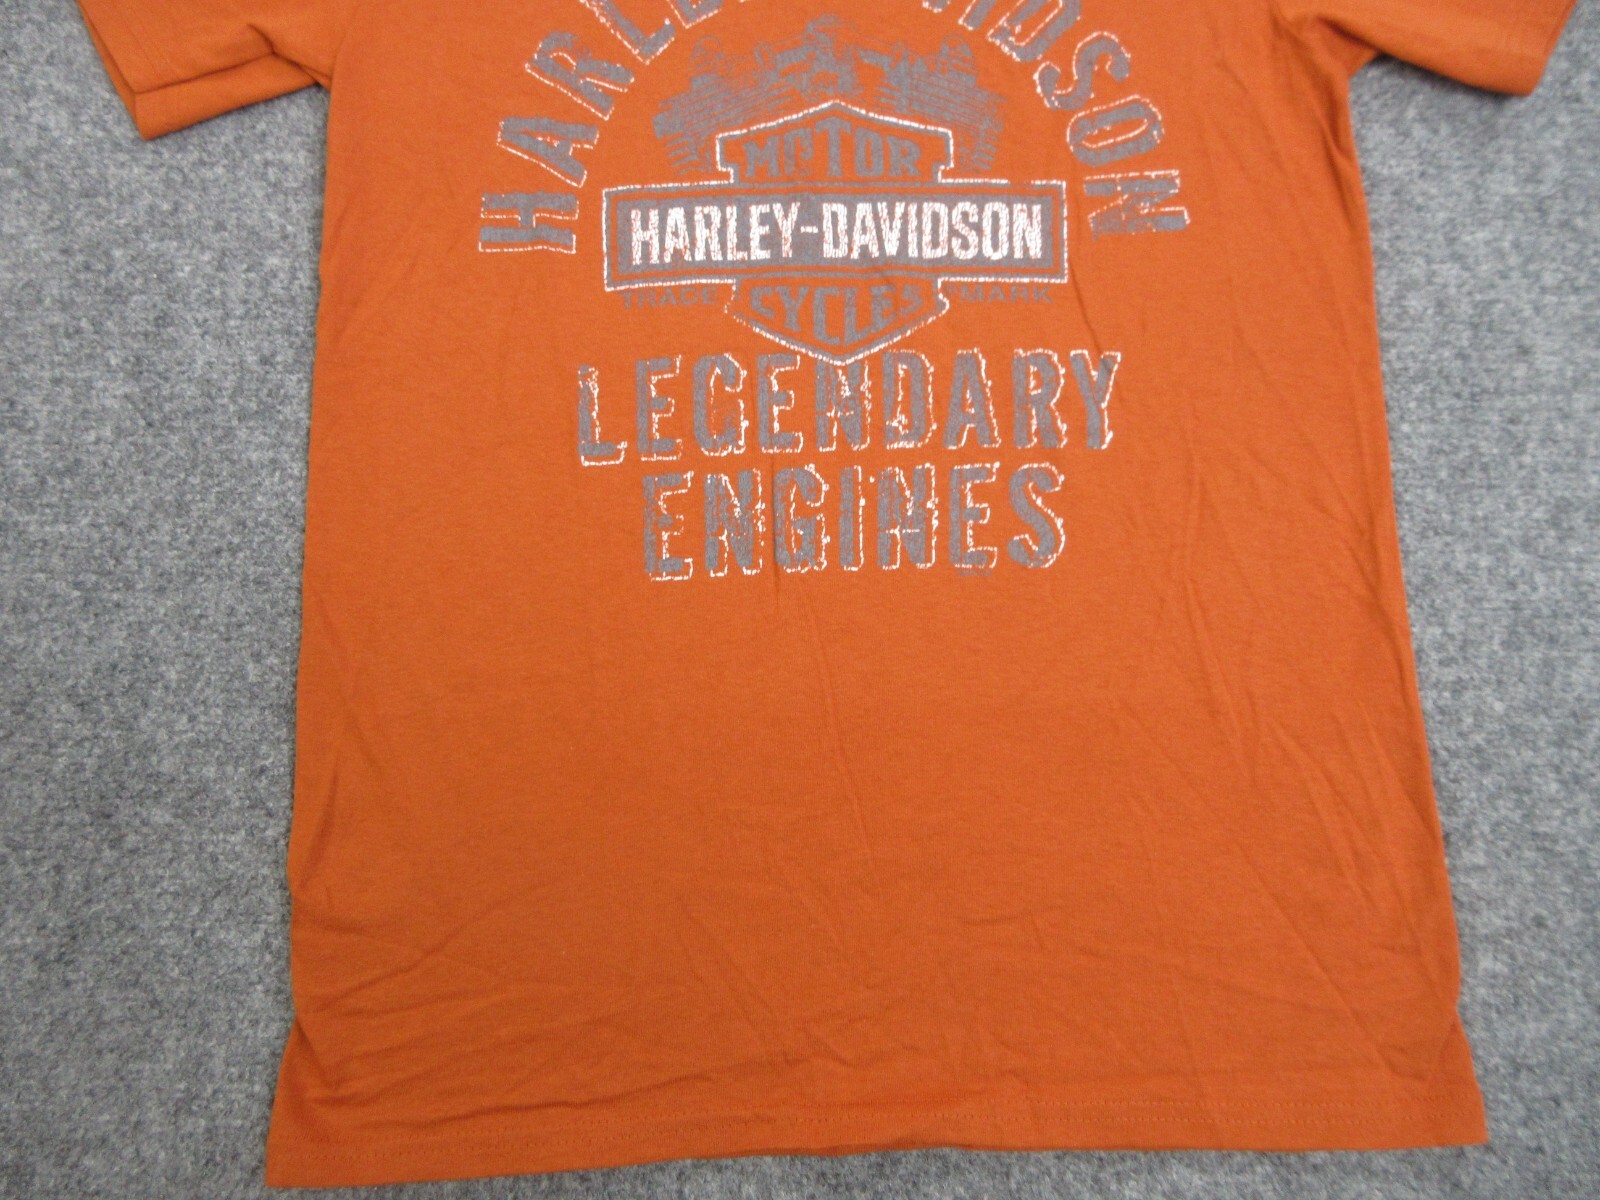 HARLEY-DAVIDSON
MOTOR
HARLEY-DAVIDSON
TRADE MARK
CYCLES
LEGENDARY
ENGINES